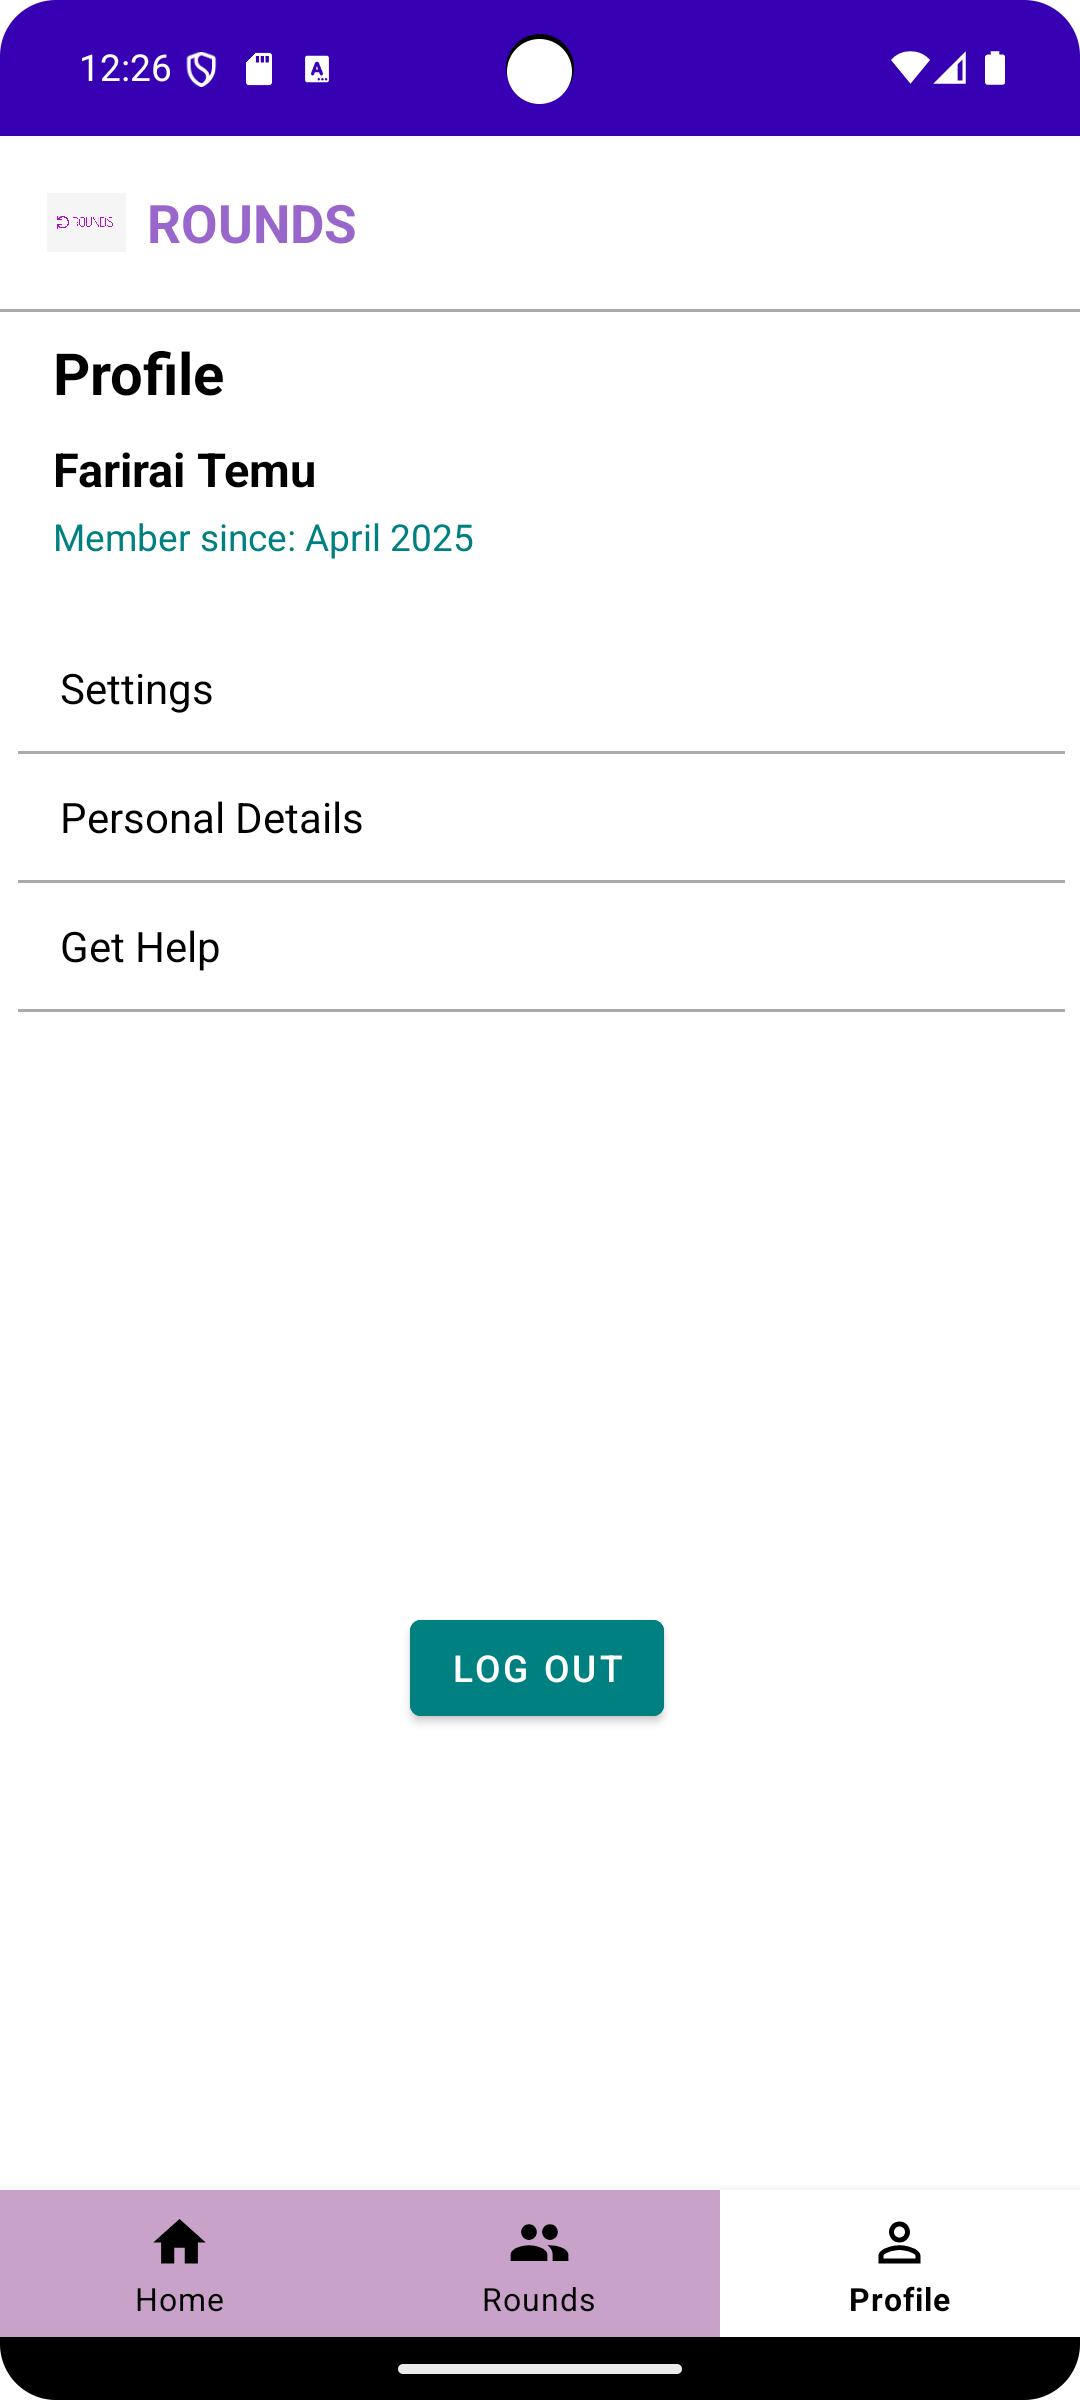 12:26
ROUNDS
ROUNDS
Profile
Farirai Temu
Member since: April 2025
Settings
Personal Details
Get Help
LOG OUT
Home
Rounds
Profile